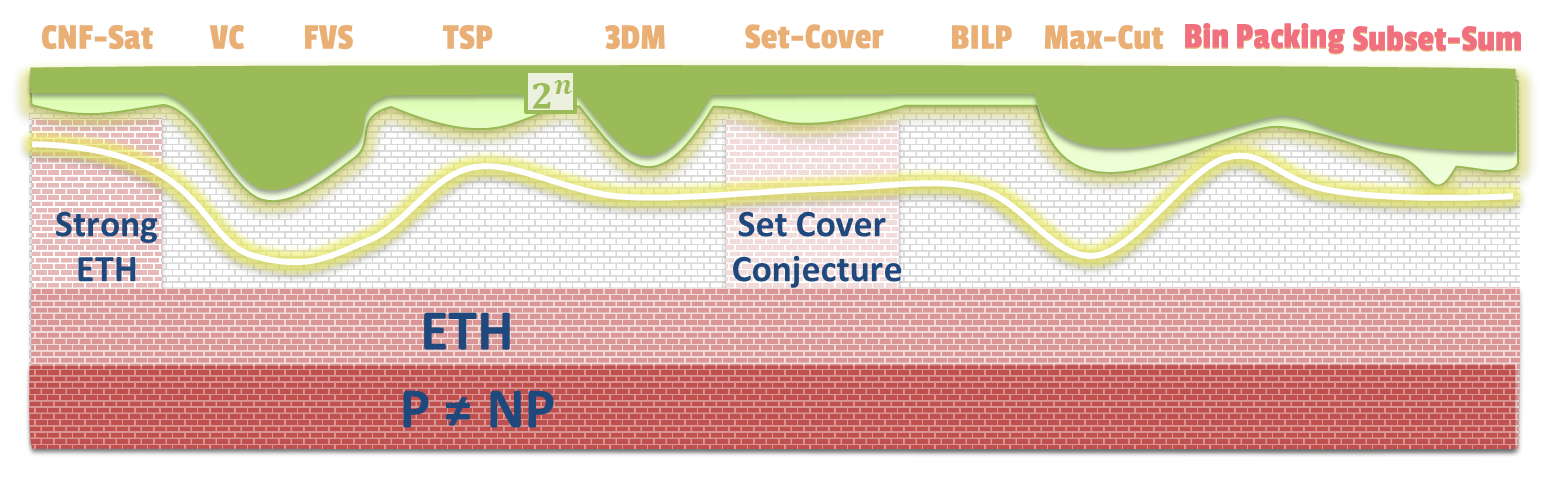 CNF-Sat VC FVS TSP 3DM Set-Cover BILP Max-Cut Bin Packing Subset-Sum
2ⁿ
Strong
ETH
Set Cover
Conjecture
ETH
P ≠ NP